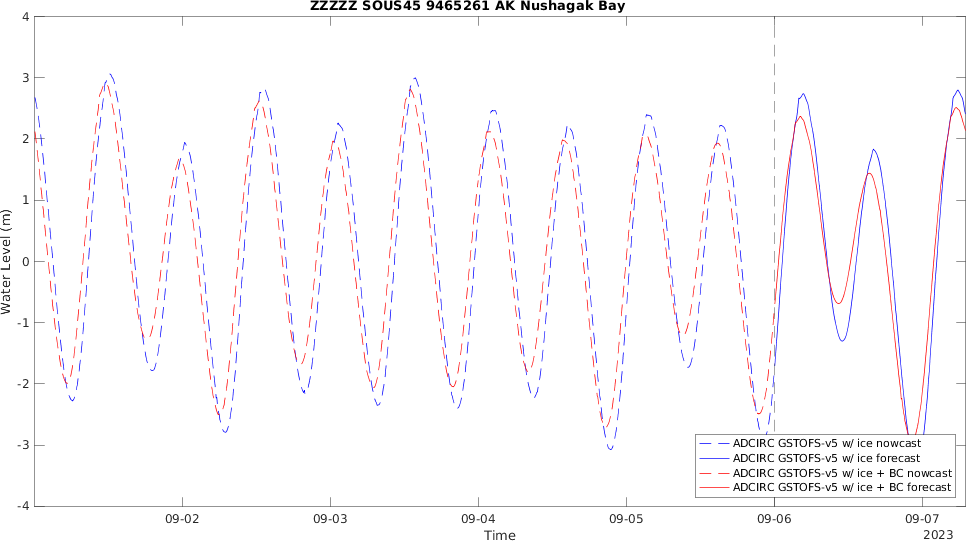 ZZZZZ SOUS45 9465261 AK Nushagak Bay
Water Level (m)
4
3
2
1
0
-1
-2
-3
-4
09-02
09-03
09-04
09-05
09-06
09-07
Time
2023
ADCIRC GSTOFS-v5 w/ ice nowcast
ADCIRC GSTOFS-v5 w/ ice forecast
ADCIRC GSTOFS-v5 w/ ice + BC nowcast
ADCIRC GSTOFS-v5 w/ ice + BC forecast